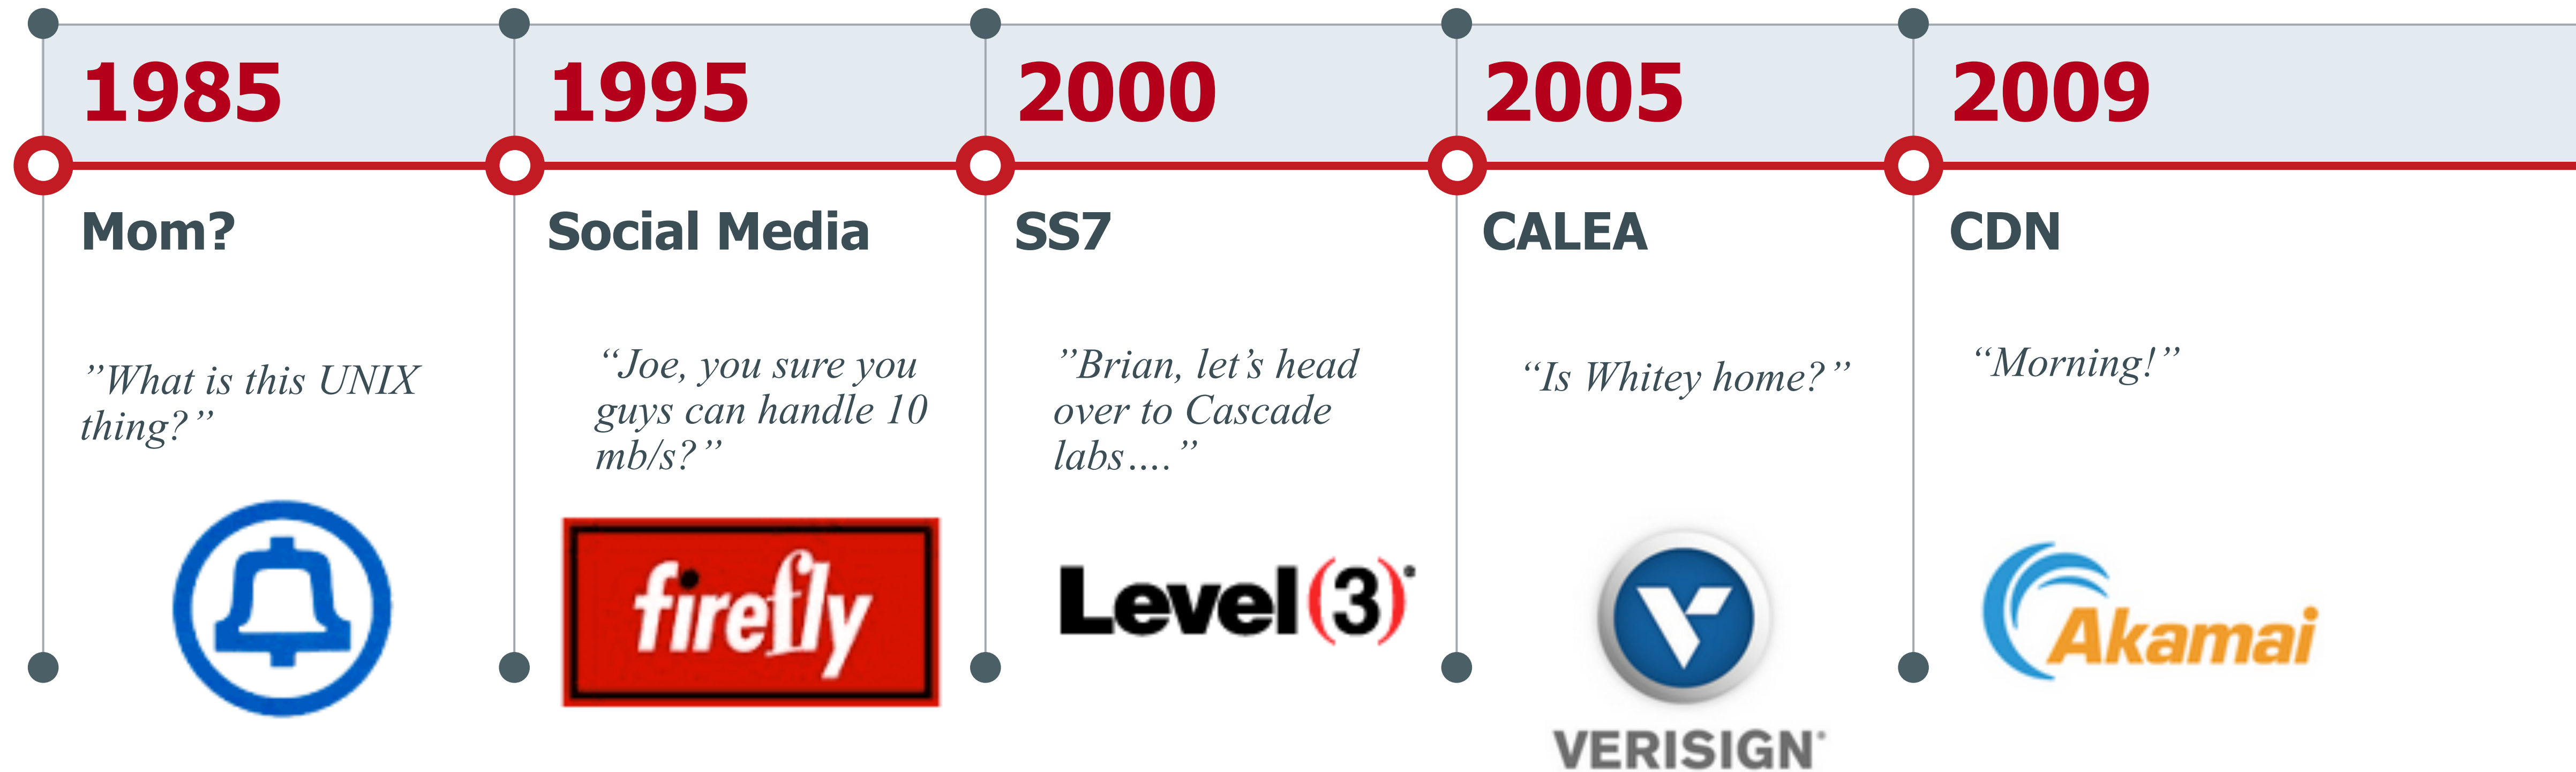 1985
Mom?
”What is this UNIX
thing?”
1995
Social Media
“Joe, you sure you
guys can handle 10
mb/s?”
firefly
2000
SS7
”Brian, let’s head
over to Cascade
labs….”
Level(3)®
2005
CALEA
“Is Whitey home?”
VERISIGN®
2009
CDN
“Morning!”
Akamai